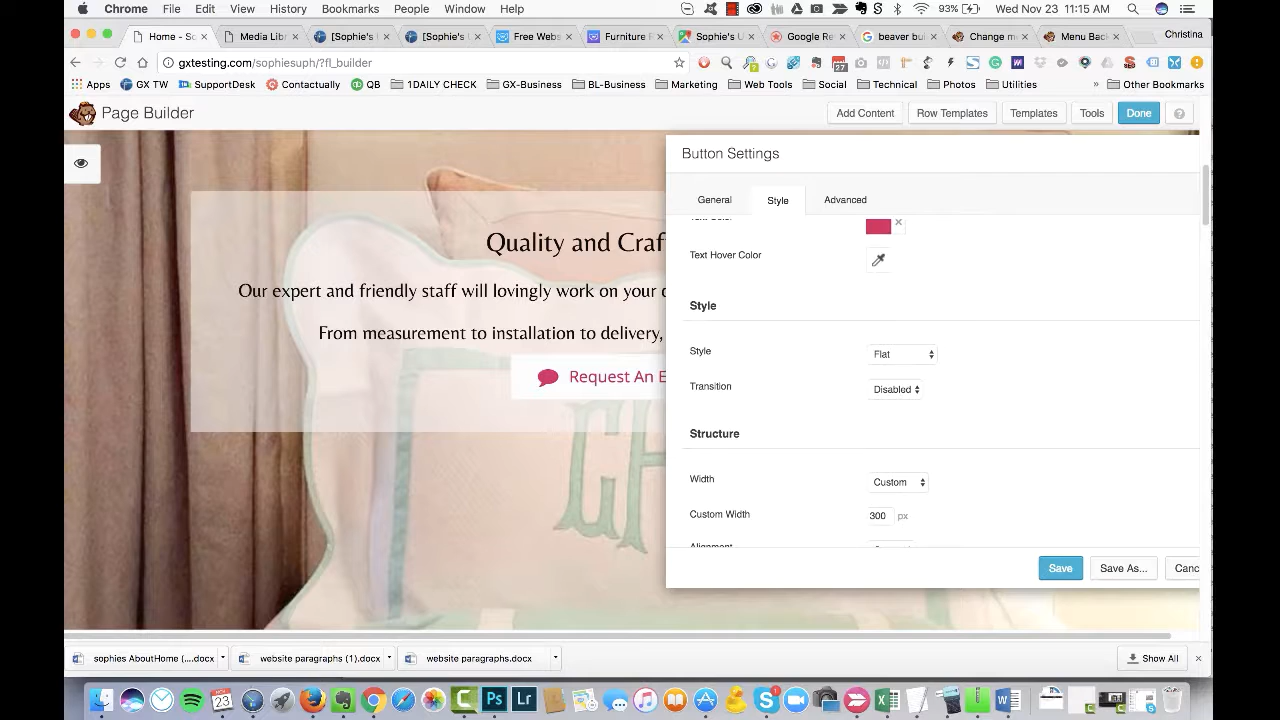 Chrome File Edit View History Bookmarks People Window Help 93% Wed Nov 23 11:15 AM
Home - So Media Lib [Sophie's [Sophie's U Free Webs Furniture R Sophie's U Google Re beaver bui Change m Menu Back Christina
gxtesting.com/sophiesuph/?fl_builder
Apps GX TW SupportDesk Contactually QB 1DAILY CHECK GX-Business BL-Business Marketing Web Tools Social Technical Photos Utilities » Other Bookmarks
Page Builder Add Content Row Templates Templates Tools Done ?
Button Settings
General Style Advanced
Text Hover Color
Quality and Craf
Our expert and friendly staff will lovingly work on your
From measurement to installation to delivery,
Request An E
Style
Style Flat
Transition Disabled
Structure
Width Custom
Custom Width 300 px
Alignment
Save Save As... Canc
sophies AboutHome (....docx website paragraphs (1).docx website paragraphs.docx Show All
NOV 23 Ps Lr